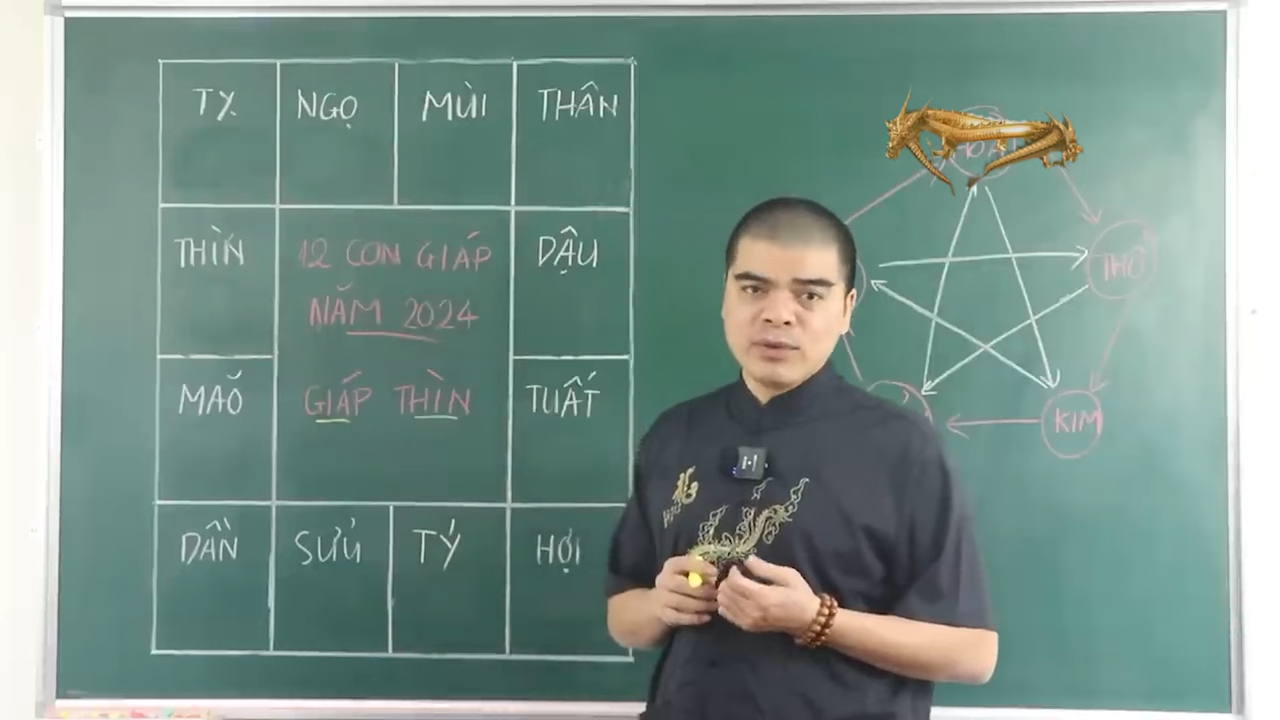 TỴ NGỌ MÙI THÂN
THÌN 12 CON GIÁP DẬU
NĂM 2024
MÃO GIÁP THÌN TUẤT
DẦN SỬU TÝ HỢI
HOẢ
THỔ
KIM